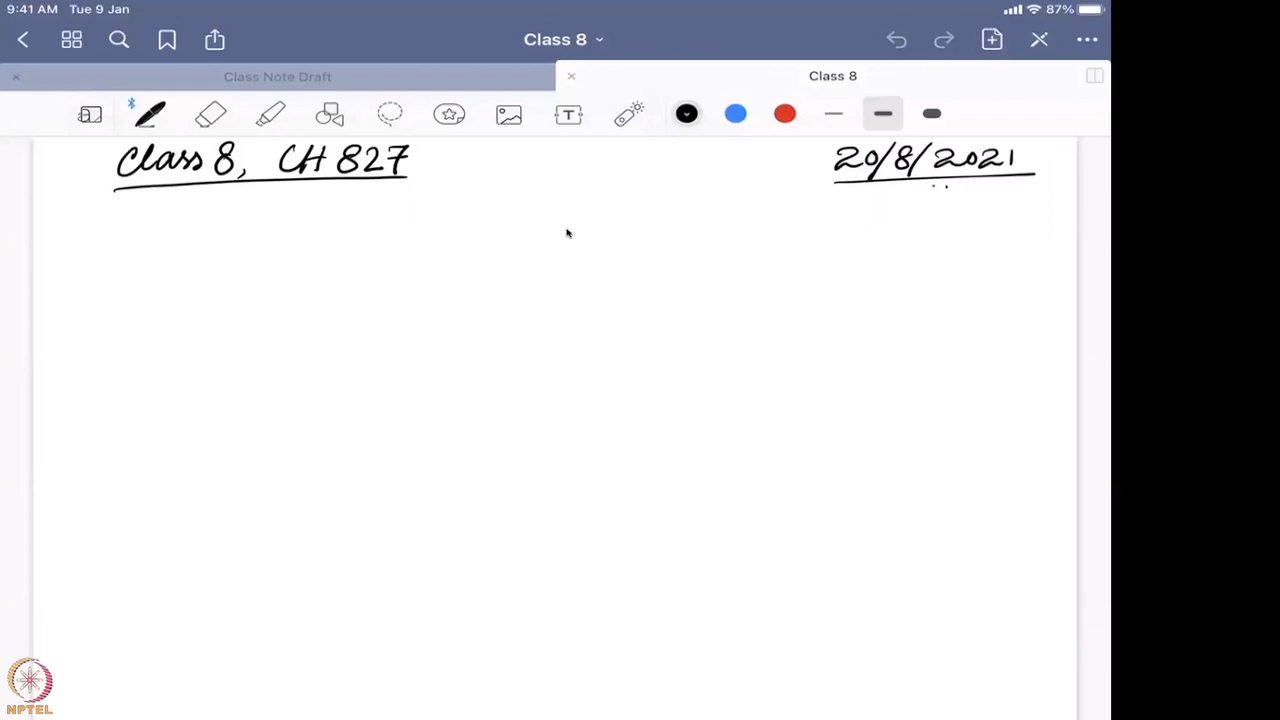 9:41 AM Tue 9 Jan 87%
Class 8
Class Note Draft Class 8
Class 8, CH 827 20/8/2021
NPTEL